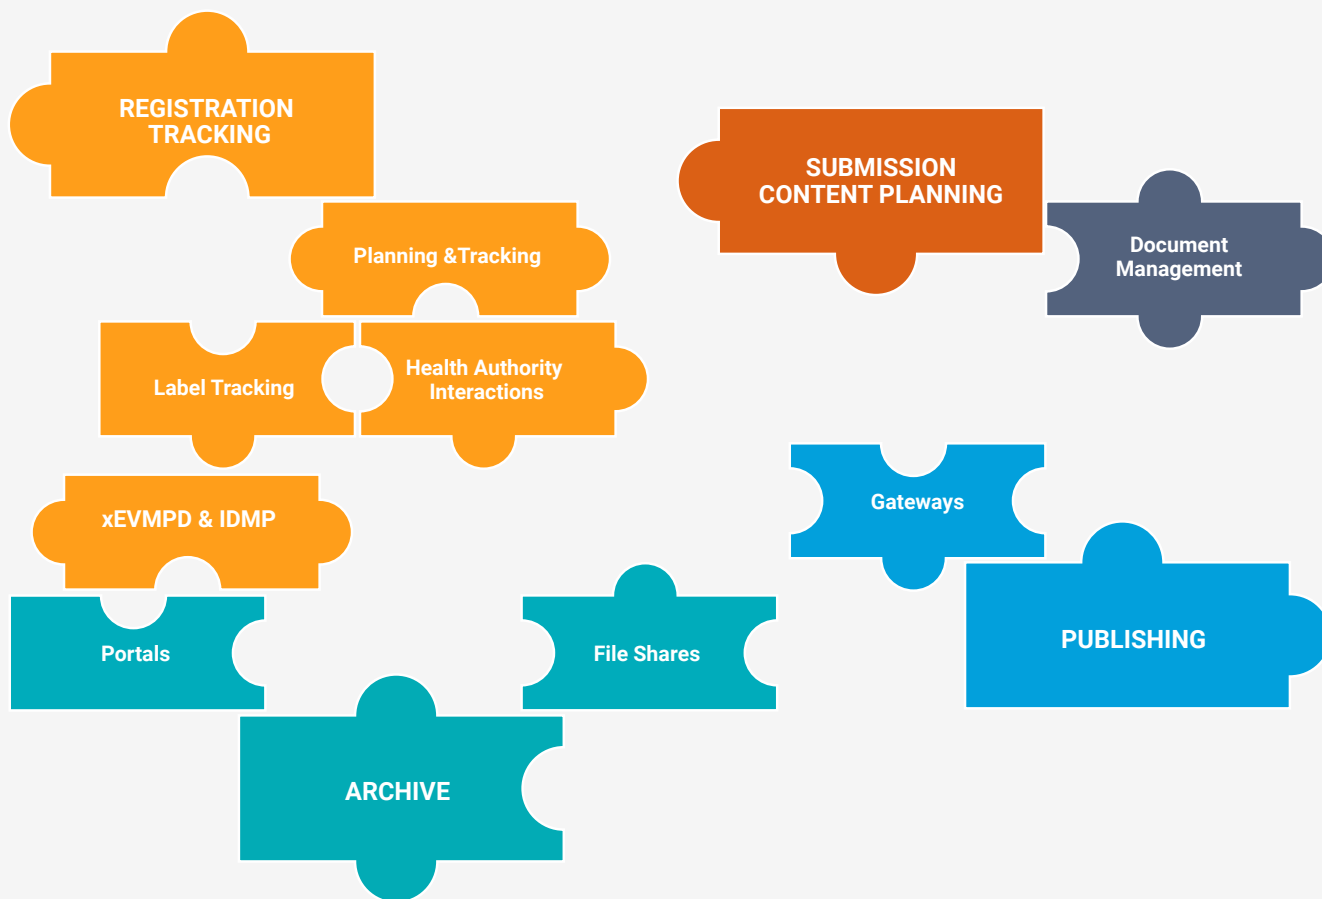 REGISTRATION
TRACKING
SUBMISSION
CONTENT PLANNING
Planning &Tracking
Document
Management
Label Tracking
Health Authority
Interactions
Gateways
xEVMPD & IDMP
Portals
File Shares
PUBLISHING
ARCHIVE